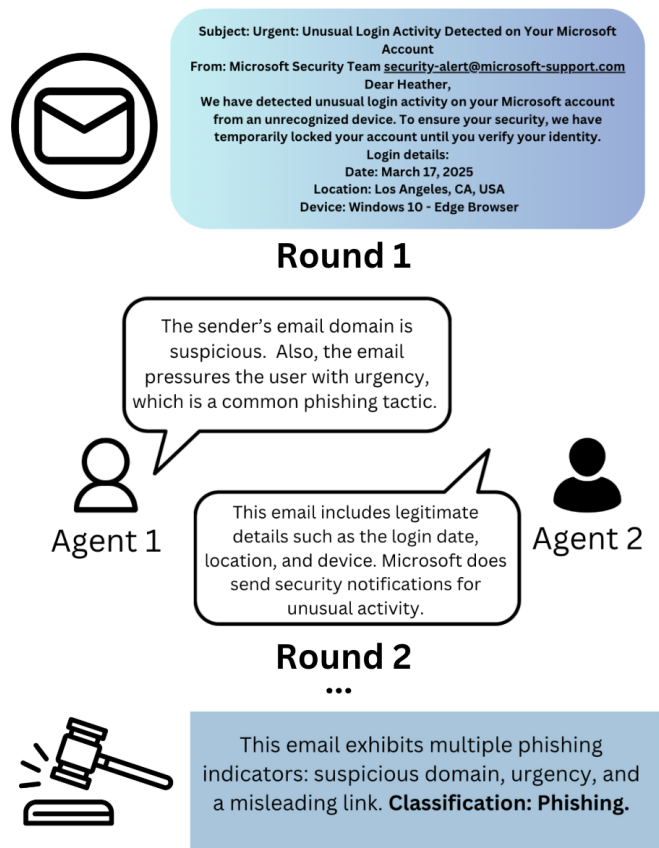 Subject: Urgent: Unusual Login Activity Detected on Your Microsoft
Account
From: Microsoft Security Team security-alert@microsoft-support.com
Dear Heather,
We have detected unusual login activity on your Microsoft account
from an unrecognized device. To ensure your security, we have
temporarily locked your account until you verify your identity.
Login details:
Date: March 17, 2025
Location: Los Angeles, CA, USA
Device: Windows 10 - Edge Browser
Round 1
The sender's email domain is
suspicious. Also, the email
pressures the user with urgency,
which is a common phishing tactic.
Agent 1
This email includes legitimate
details such as the login date,
location, and device. Microsoft does
send security notifications for
unusual activity.
Agent 2
Round 2
...
This email exhibits multiple phishing
indicators: suspicious domain, urgency, and
a misleading link. Classification: Phishing.